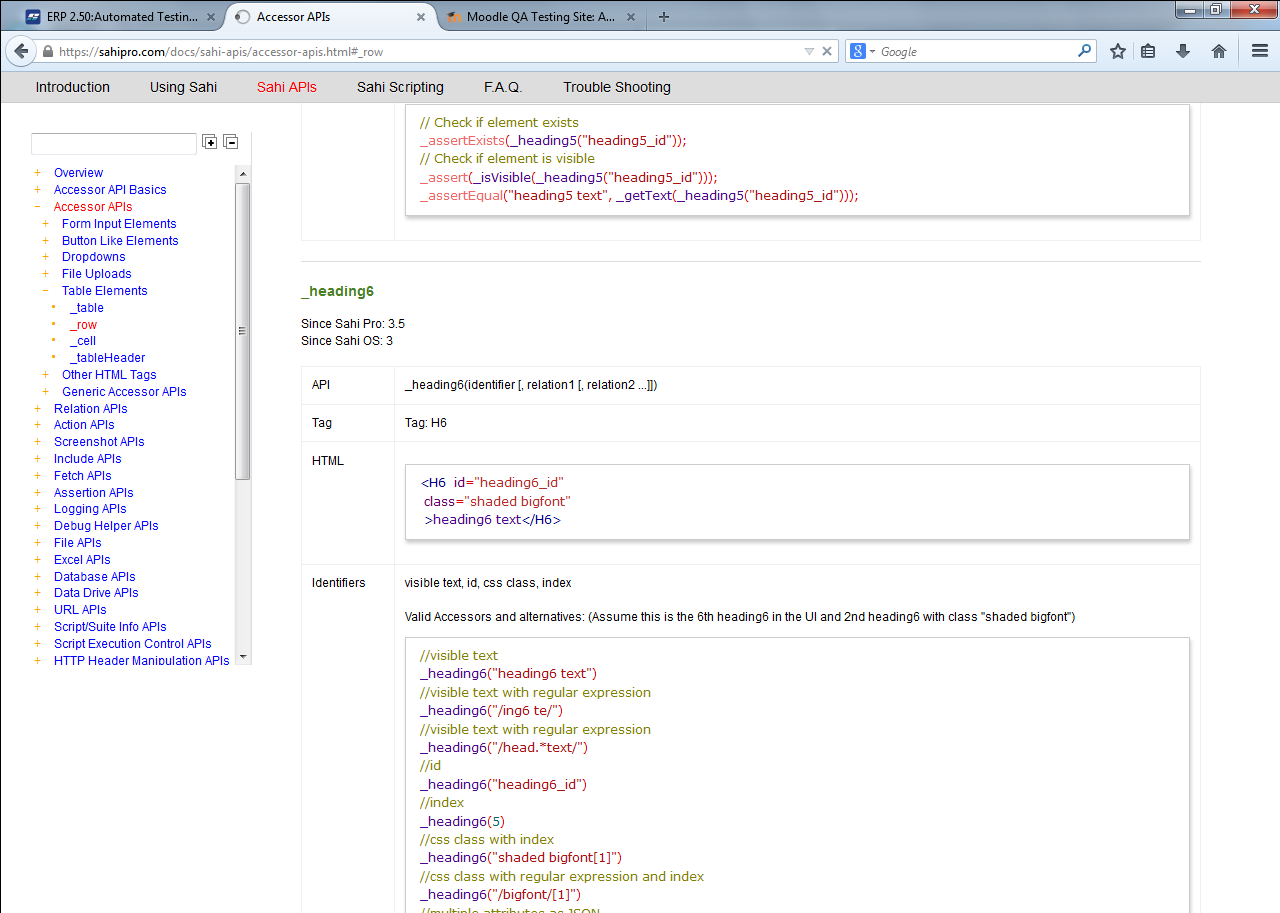 ERP 2.50:Automated Testin...
Accessor APIs
Moodle QA Testing Site: A...
https://sahipro.com/docs/sahi-apis/accessor-apis.html#_row
Google
Introduction
Using Sahi
Sahi APIs
Sahi Scripting
F.A.Q.
Trouble Shooting
Overview
Accessor API Basics
Accessor APIs
Form Input Elements
Button Like Elements
Dropdowns
File Uploads
Table Elements
_table
_row
_cell
_tableHeader
Other HTML Tags
Generic Accessor APIs
Relation APIs
Action APIs
Screenshot APIs
Include APIs
Fetch APIs
Assertion APIs
Logging APIs
Debug Helper APIs
File APIs
Excel APIs
Database APIs
Data Drive APIs
URL APIs
Script/Suite Info APIs
Script Execution Control APIs
HTTP Header Manipulation APIs
// Check if element exists
_assertExists(_heading5("heading5_id"));
// Check if element is visible
_assert(_isVisible(_heading5("heading5_id")));
_assertEqual("heading5 text", _getText(_heading5("heading5_id")));
_heading6
Since Sahi Pro: 3.5
Since Sahi OS: 3
API
_heading6(identifier [, relation1 [, relation2 ...]])
Tag
Tag: H6
HTML
<H6 id="heading6_id"
class="shaded bigfont"
>heading6 text</H6>
Identifiers
visible text, id, css class, index
Valid Accessors and alternatives: (Assume this is the 6th heading6 in the UI and 2nd heading6 with class "shaded bigfont")
//visible text
_heading6("heading6 text")
//visible text with regular expression
_heading6("/ing6 te/")
//visible text with regular expression
_heading6("/head.*text/")
//id
_heading6("heading6_id")
//index
_heading6(5)
//css class with index
_heading6("shaded bigfont[1]")
//css class with regular expression and index
_heading6("/bigfont/[1]")
//multiple attributes as JSON